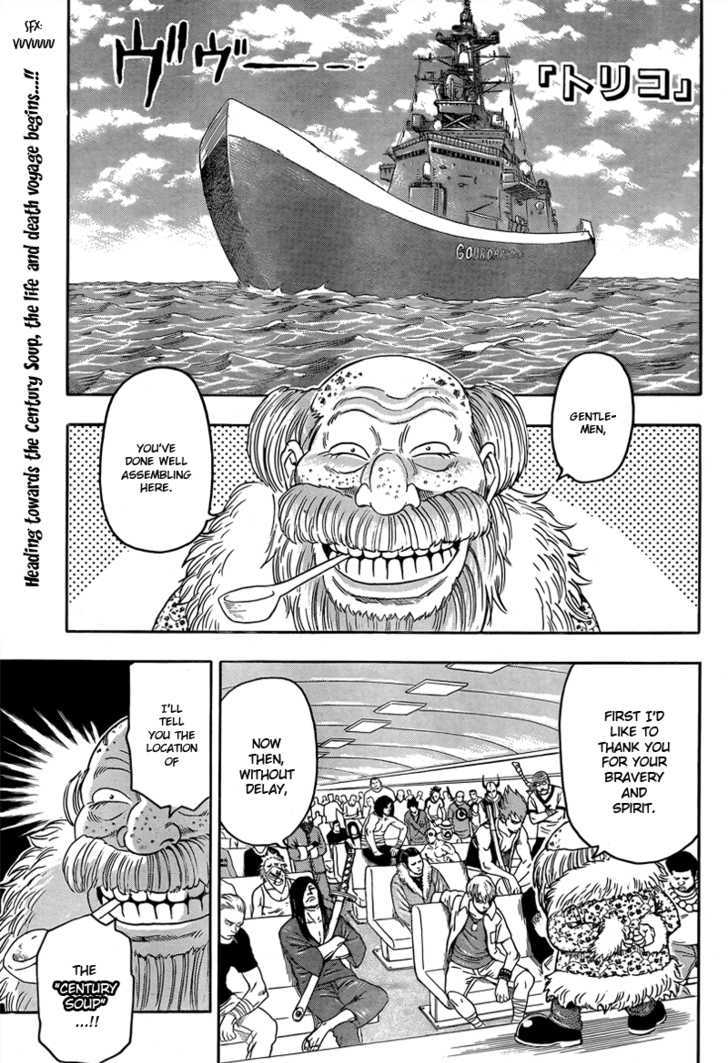 SFX:
VVVVVV
ヴヴーー
『トリコ』
Heading towards the Century Soup, the life and death voyage begins.....!!
GENTLE-
MEN,
YOU'VE
DONE WELL
ASSEMBLING
HERE.
FIRST I'D
LIKE TO
THANK YOU
FOR YOUR
BRAVERY
AND
SPIRIT.
NOW
THEN,
WITHOUT
DELAY,
I'LL
TELL
YOU THE
LOCATION
OF
THE
"CENTURY
SOUP"
...!!